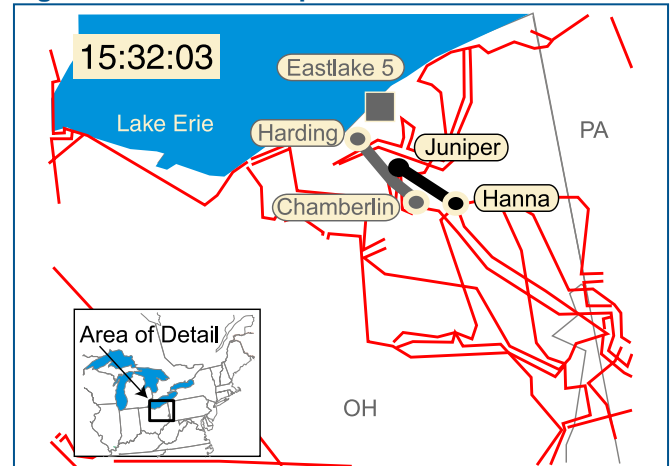 15:32:03
Eastlake 5
Lake Erie
Harding
Juniper
PA
Chamberlin
Hanna
Area of Detail
OH